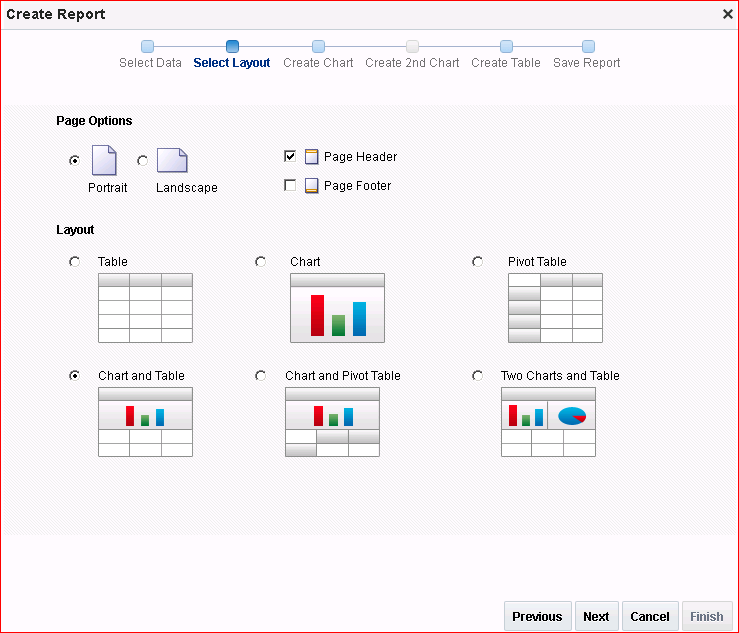 Create Report
Select Data Select Layout Create Chart Create 2nd Chart Create Table Save Report
Page Options
Page Header
Page Footer
Portrait Landscape
Layout
Table Chart Pivot Table
Chart and Table Chart and Pivot Table Two Charts and Table
Previous Next Cancel Finish